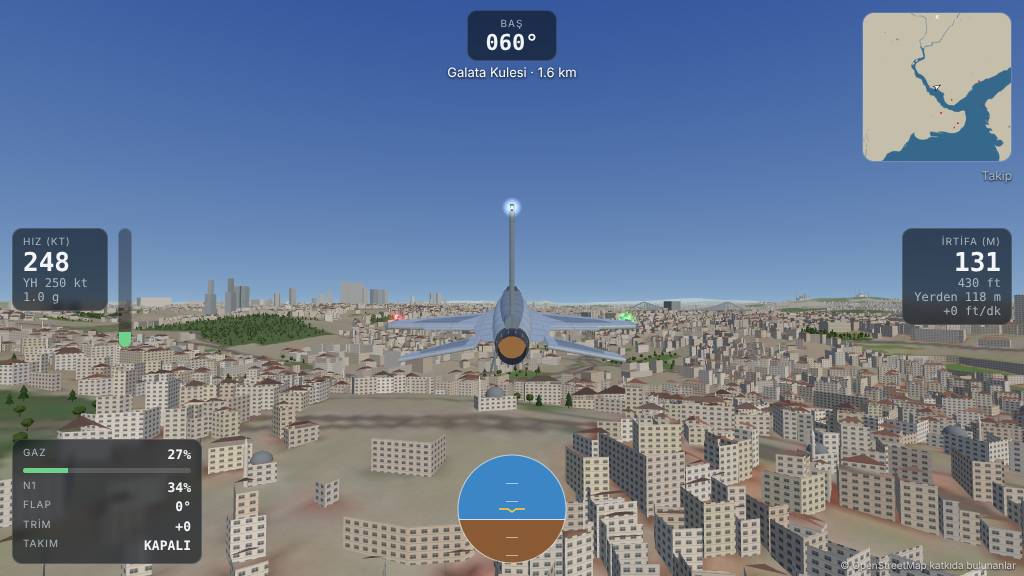 BAŞ
060°
Galata Kulesi · 1.6 km
Takip
HIZ (KT)
248
YH 250 kt
1.0 g
İRTİFA (M)
131
430 ft
Yerden 118 m
+0 ft/dk
GAZ 27%
N1 34%
FLAP 0°
TRİM +0
TAKIM KAPALI
© OpenStreetMap katkıda bulunanlar